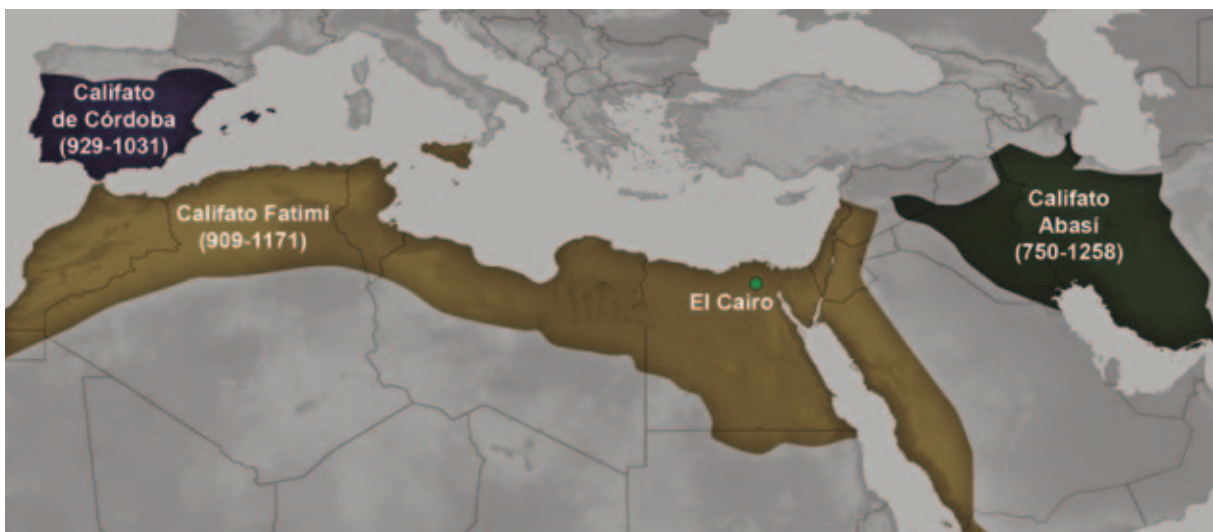 Califato
de Córdoba
(929-1031)
Califato Fatimí
(909-1171)
El Cairo
Califato
Abasí
(750-1258)